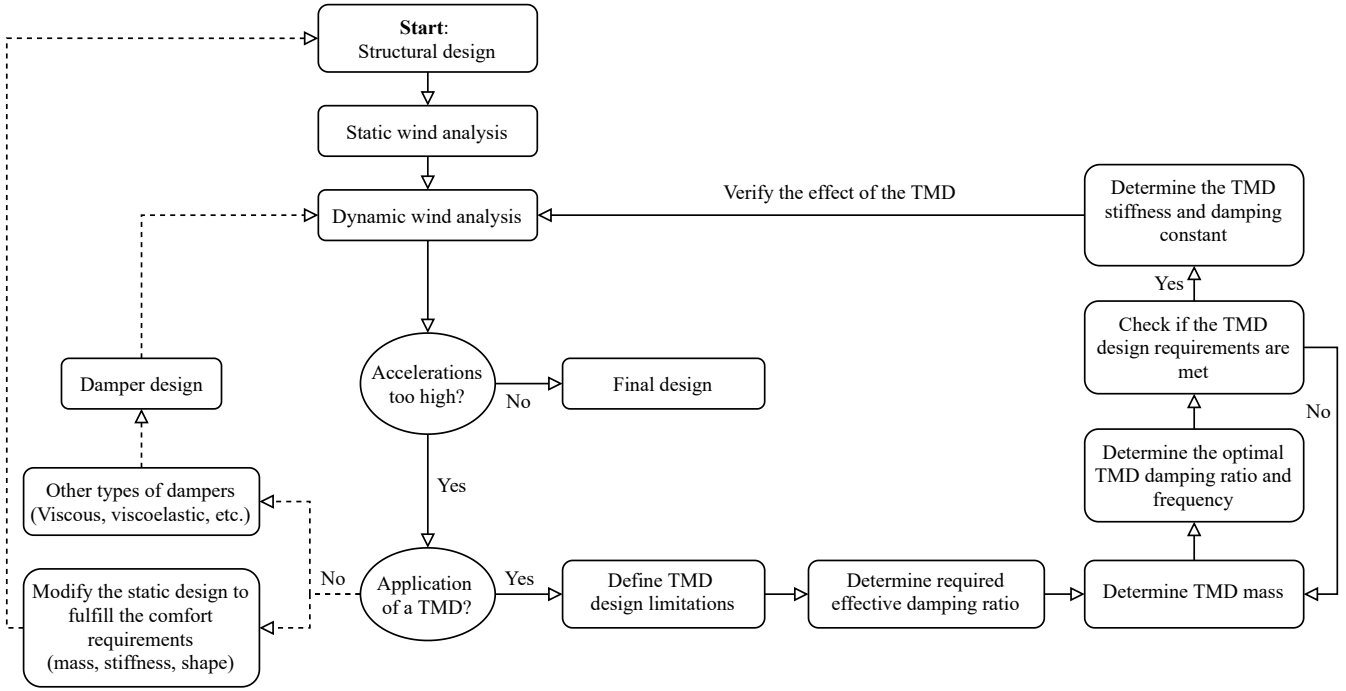 Start:
Structural design
Static wind analysis
Dynamic wind analysis
Verify the effect of the TMD
Determine the TMD
stiffness and damping
constant
Yes
Check if the TMD
design requirements are
met
No
Accelerations
too high?
No
Final design
Damper design
Determine the optimal
TMD damping ratio and
frequency
Yes
Other types of dampers
(Viscous, viscoelastic, etc.)
Modify the static design to
fulfill the comfort
requirements
(mass, stiffness, shape)
No
Application
of a TMD?
Yes
Define TMD
design limitations
Determine required
effective damping ratio
Determine TMD mass